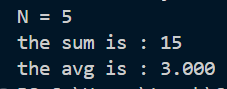 N = 5
the sum is : 15
the avg is : 3.000